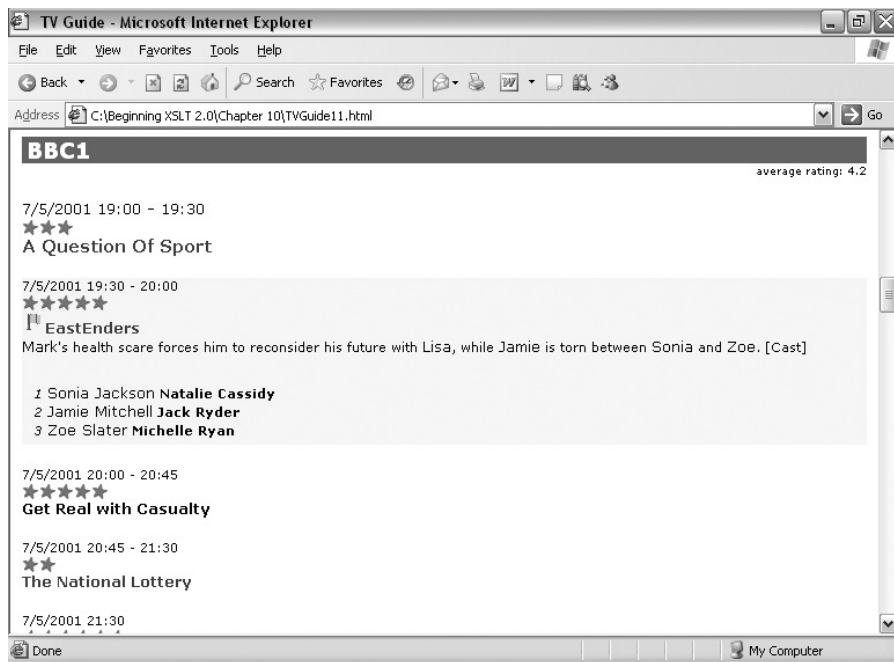 TV Guide - Microsoft Internet Explorer
File Edit View Favorites Tools Help
Back Search Favorites
Address C:\Beginning XSLT 2.0\Chapter 10\TVGuide11.html Go
BBC1
average rating: 4.2
7/5/2001 19:00 - 19:30
A Question Of Sport
7/5/2001 19:30 - 20:00
EastEnders
Mark's health scare forces him to reconsider his future with Lisa, while Jamie is torn between Sonia and Zoe. [Cast]
1 Sonia Jackson Natalie Cassidy
2 Jamie Mitchell Jack Ryder
3 Zoe Slater Michelle Ryan
7/5/2001 20:00 - 20:45
Get Real with Casualty
7/5/2001 20:45 - 21:30
The National Lottery
7/5/2001 21:30
Done My Computer